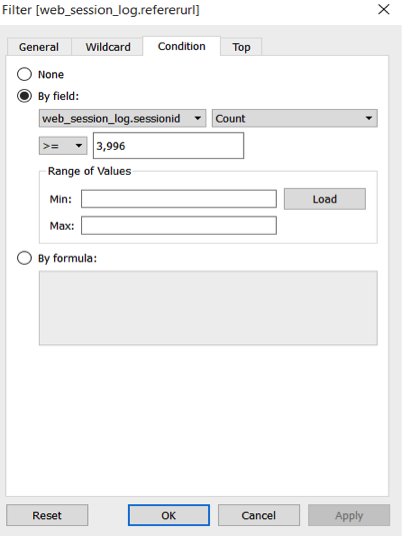 Filter [web_session_log.refererurl]
General Wildcard Condition Top
None
By field:
web_session_log.sessionid Count
>= 3,996
Range of Values
Min: Load
Max:
By formula:
Reset OK Cancel Apply